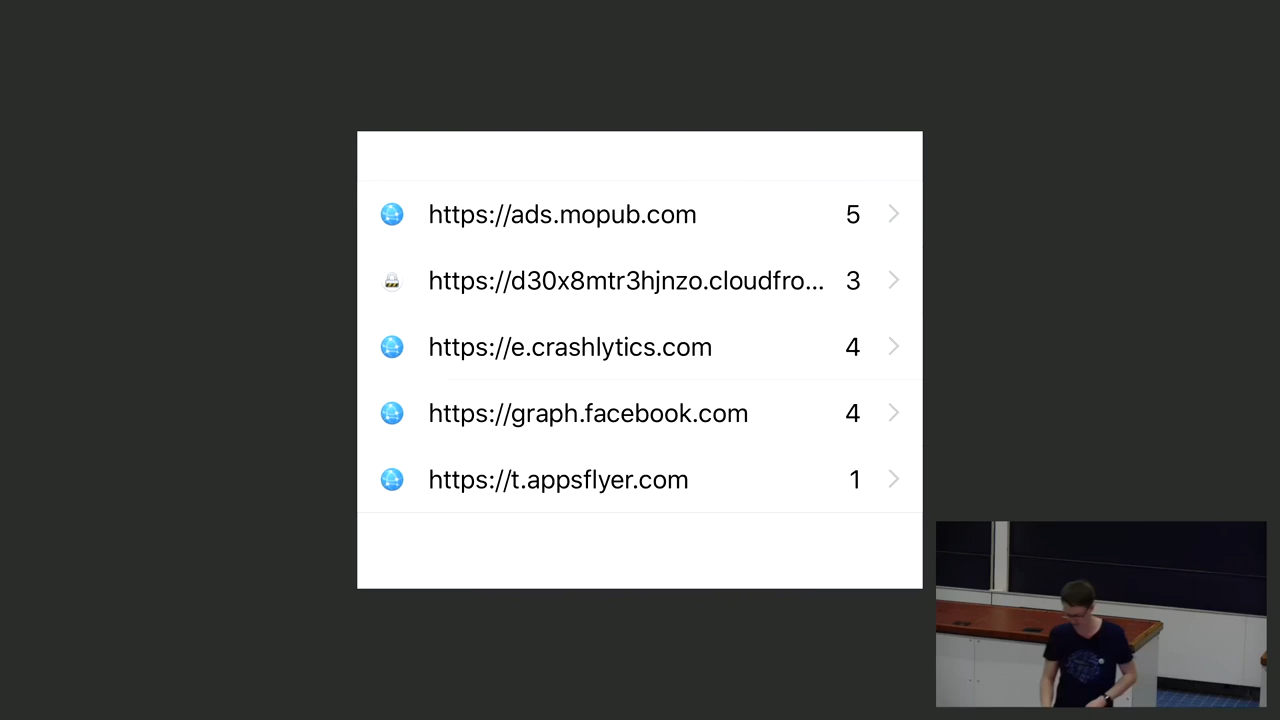 https://ads.mopub.com 5
https://d30x8mtr3hjnzo.cloudfro... 3
https://e.crashlytics.com 4
https://graph.facebook.com 4
https://t.appsflyer.com 1